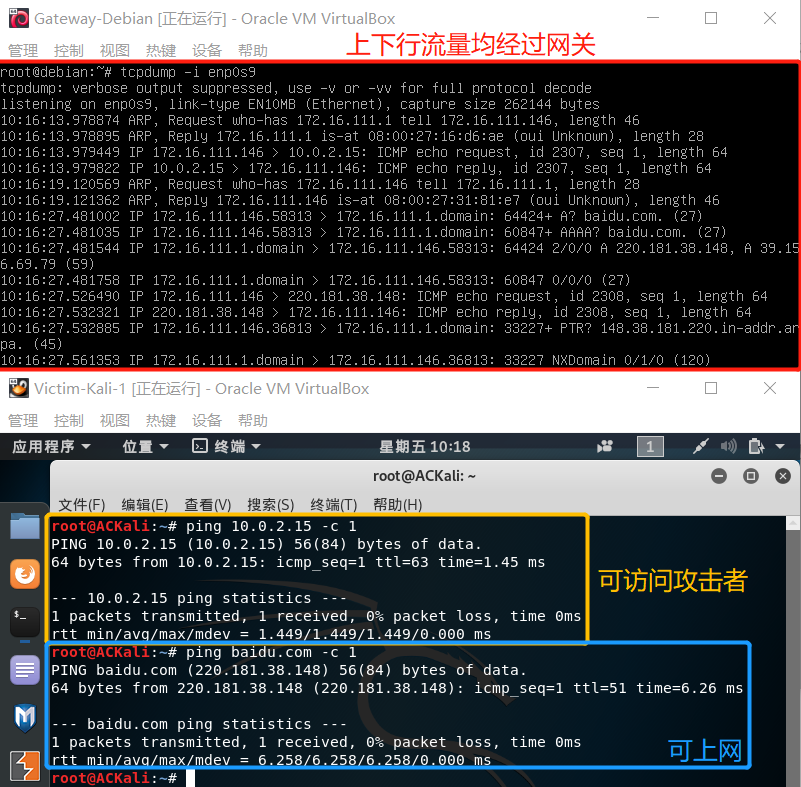 Gateway-Debian [正在运行] - Oracle VM VirtualBox
管理 控制 视图 热键 设备 帮助
上下行流量均经过网关
root@debian:~# tcpdump -i enp0s9
tcpdump: verbose output suppressed, use -v or -vv for full protocol decode
listening on enp0s9, link-type EN10MB (Ethernet), capture size 262144 bytes
10:16:13.978874 ARP, Request who-has 172.16.111.1 tell 172.16.111.146, length 46
10:16:13.978895 ARP, Reply 172.16.111.1 is-at 08:00:27:16:d6:ae (oui Unknown), length 28
10:16:13.979449 IP 172.16.111.146 > 10.0.2.15: ICMP echo request, id 2307, seq 1, length 64
10:16:13.979822 IP 10.0.2.15 > 172.16.111.146: ICMP echo reply, id 2307, seq 1, length 64
10:16:19.120569 ARP, Request who-has 172.16.111.146 tell 172.16.111.1, length 28
10:16:19.121362 ARP, Reply 172.16.111.146 is-at 08:00:27:31:81:e7 (oui Unknown), length 46
10:16:27.481002 IP 172.16.111.146.58313 > 172.16.111.1.domain: 64424+ A? baidu.com. (27)
10:16:27.481035 IP 172.16.111.146.58313 > 172.16.111.1.domain: 60847+ AAAA? baidu.com. (27)
10:16:27.481544 IP 172.16.111.1.domain > 172.16.111.146.58313: 64424 2/0/0 A 220.181.38.148, A 39.15
6.69.79 (59)
10:16:27.481758 IP 172.16.111.1.domain > 172.16.111.146.58313: 60847 0/0/0 (27)
10:16:27.526490 IP 172.16.111.146 > 220.181.38.148: ICMP echo request, id 2308, seq 1, length 64
10:16:27.532321 IP 220.181.38.148 > 172.16.111.146: ICMP echo reply, id 2308, seq 1, length 64
10:16:27.532885 IP 172.16.111.146.36813 > 172.16.111.1.domain: 33227+ PTR? 148.38.181.220.in-addr.ar
pa. (45)
10:16:27.561353 IP 172.16.111.1.domain > 172.16.111.146.36813: 33227 NXDomain 0/1/0 (120)
Victim-Kali-1 [正在运行] - Oracle VM VirtualBox
管理 控制 视图 热键 设备 帮助
应用程序 位置 终端 星期五 10:18 1
root@ACKali: ~
文件(F) 编辑(E) 查看(V) 搜索(S) 终端(T) 帮助(H)
root@ACKali:~# ping 10.0.2.15 -c 1
PING 10.0.2.15 (10.0.2.15) 56(84) bytes of data.
64 bytes from 10.0.2.15: icmp_seq=1 ttl=63 time=1.45 ms
可访问攻击者
--- 10.0.2.15 ping statistics ---
1 packets transmitted, 1 received, 0% packet loss, time 0ms
rtt min/avg/max/mdev = 1.449/1.449/1.449/0.000 ms
root@ACKali:~# ping baidu.com -c 1
PING baidu.com (220.181.38.148) 56(84) bytes of data.
64 bytes from 220.181.38.148 (220.181.38.148): icmp_seq=1 ttl=51 time=6.26 ms
--- baidu.com ping statistics ---
1 packets transmitted, 1 received, 0% packet loss, time 0ms
rtt min/avg/max/mdev = 6.258/6.258/6.258/0.000 ms
可上网
root@ACKali:~#